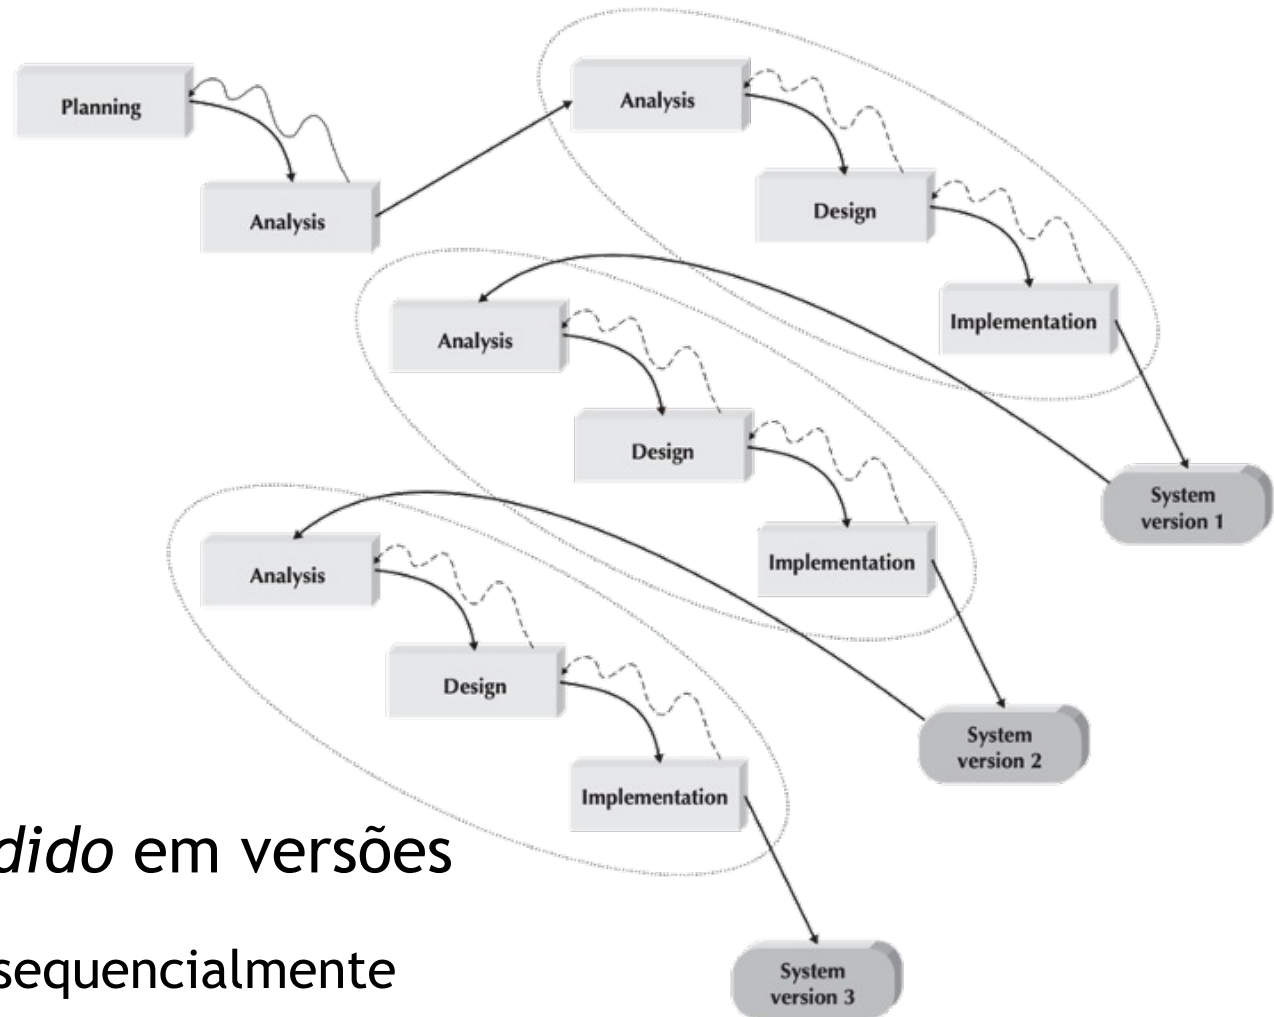 Planning
Analysis
Analysis
Design
Implementation
System
version 1
Analysis
Design
Implementation
System
version 2
Analysis
Design
Implementation
System
version 3
dido em versões
sequencialmente